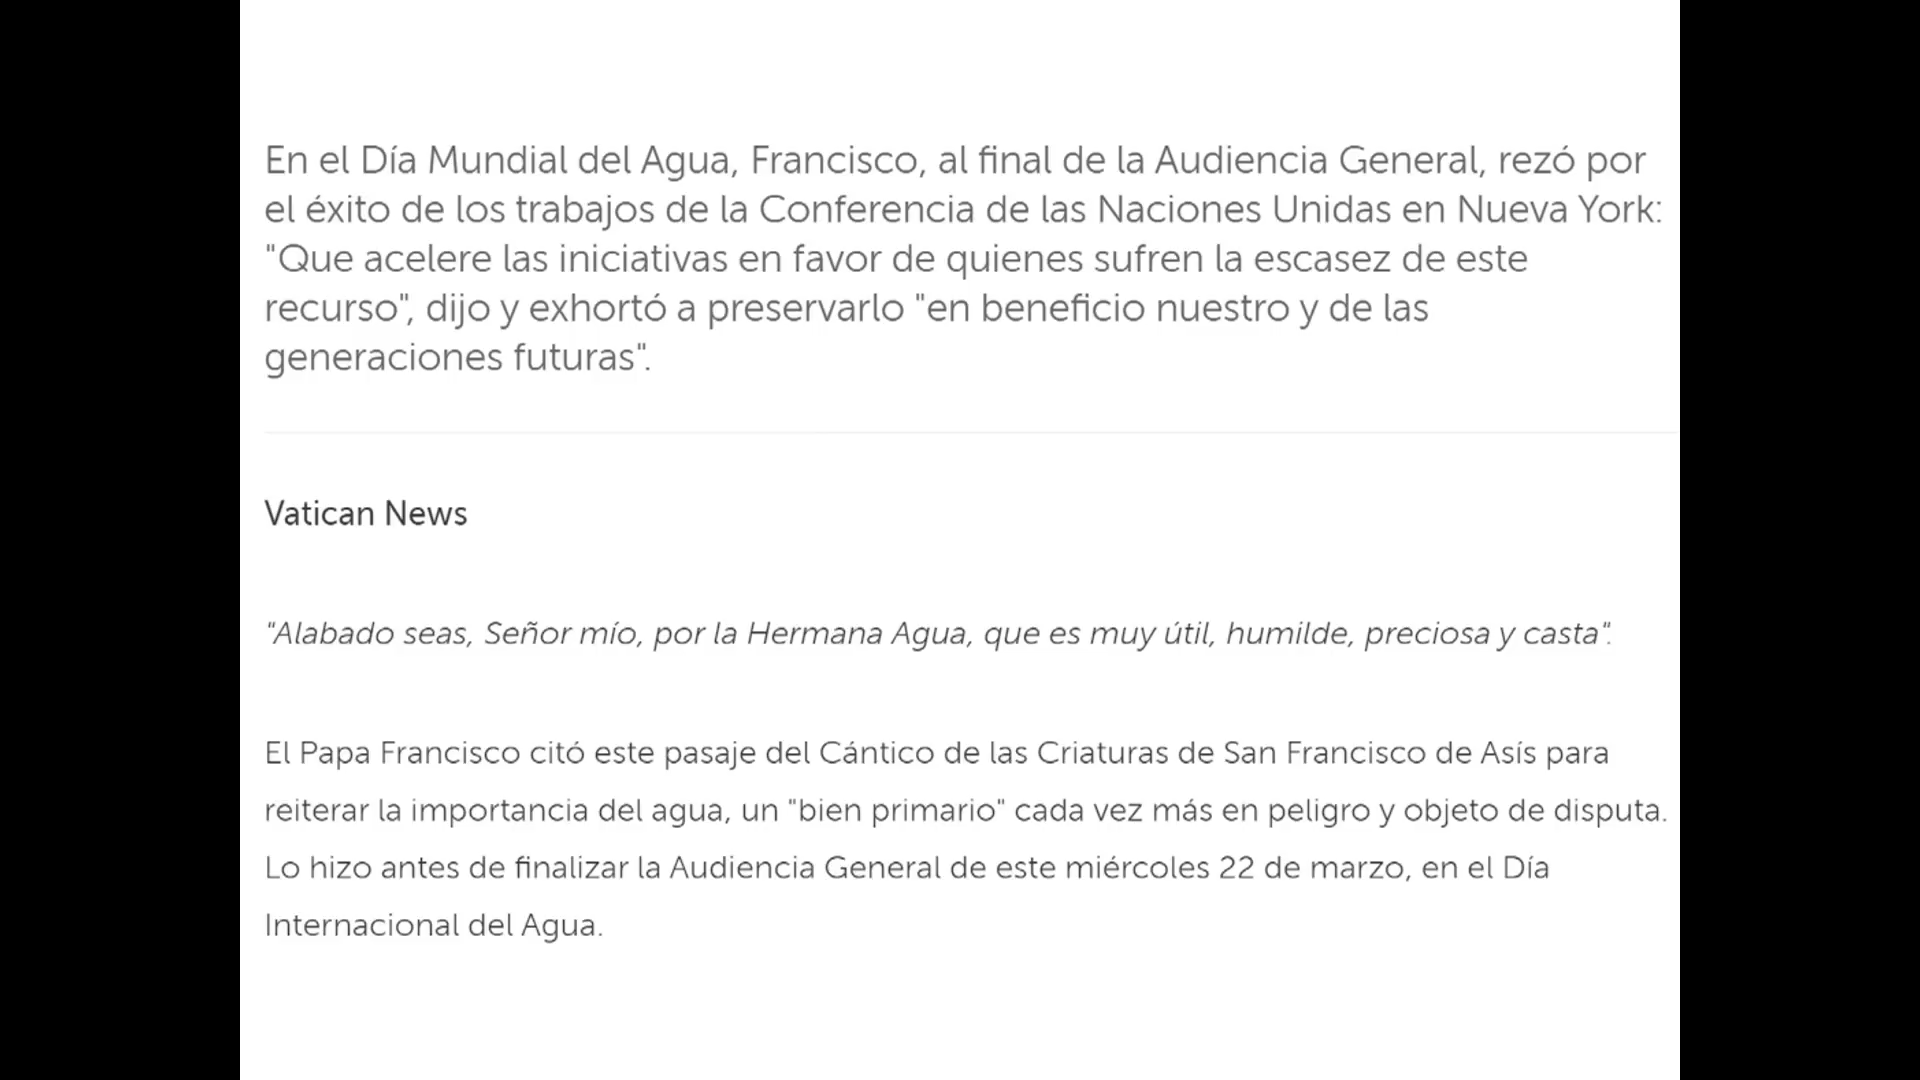 En el Día Mundial del Agua, Francisco, al final de la Audiencia General, rezó por
el éxito de los trabajos de la Conferencia de las Naciones Unidas en Nueva York:
"Que acelere las iniciativas en favor de quienes sufren la escasez de este
recurso", dijo y exhortó a preservarlo "en beneficio nuestro y de las
generaciones futuras".
Vatican News
"Alabado seas, Señor mío, por la Hermana Agua, que es muy útil, humilde, preciosa y casta".
El Papa Francisco citó este pasaje del Cántico de las Criaturas de San Francisco de Asís para
reiterar la importancia del agua, un "bien primario" cada vez más en peligro y objeto de disputa.
Lo hizo antes de finalizar la Audiencia General de este miércoles 22 de marzo, en el Día
Internacional del Agua.